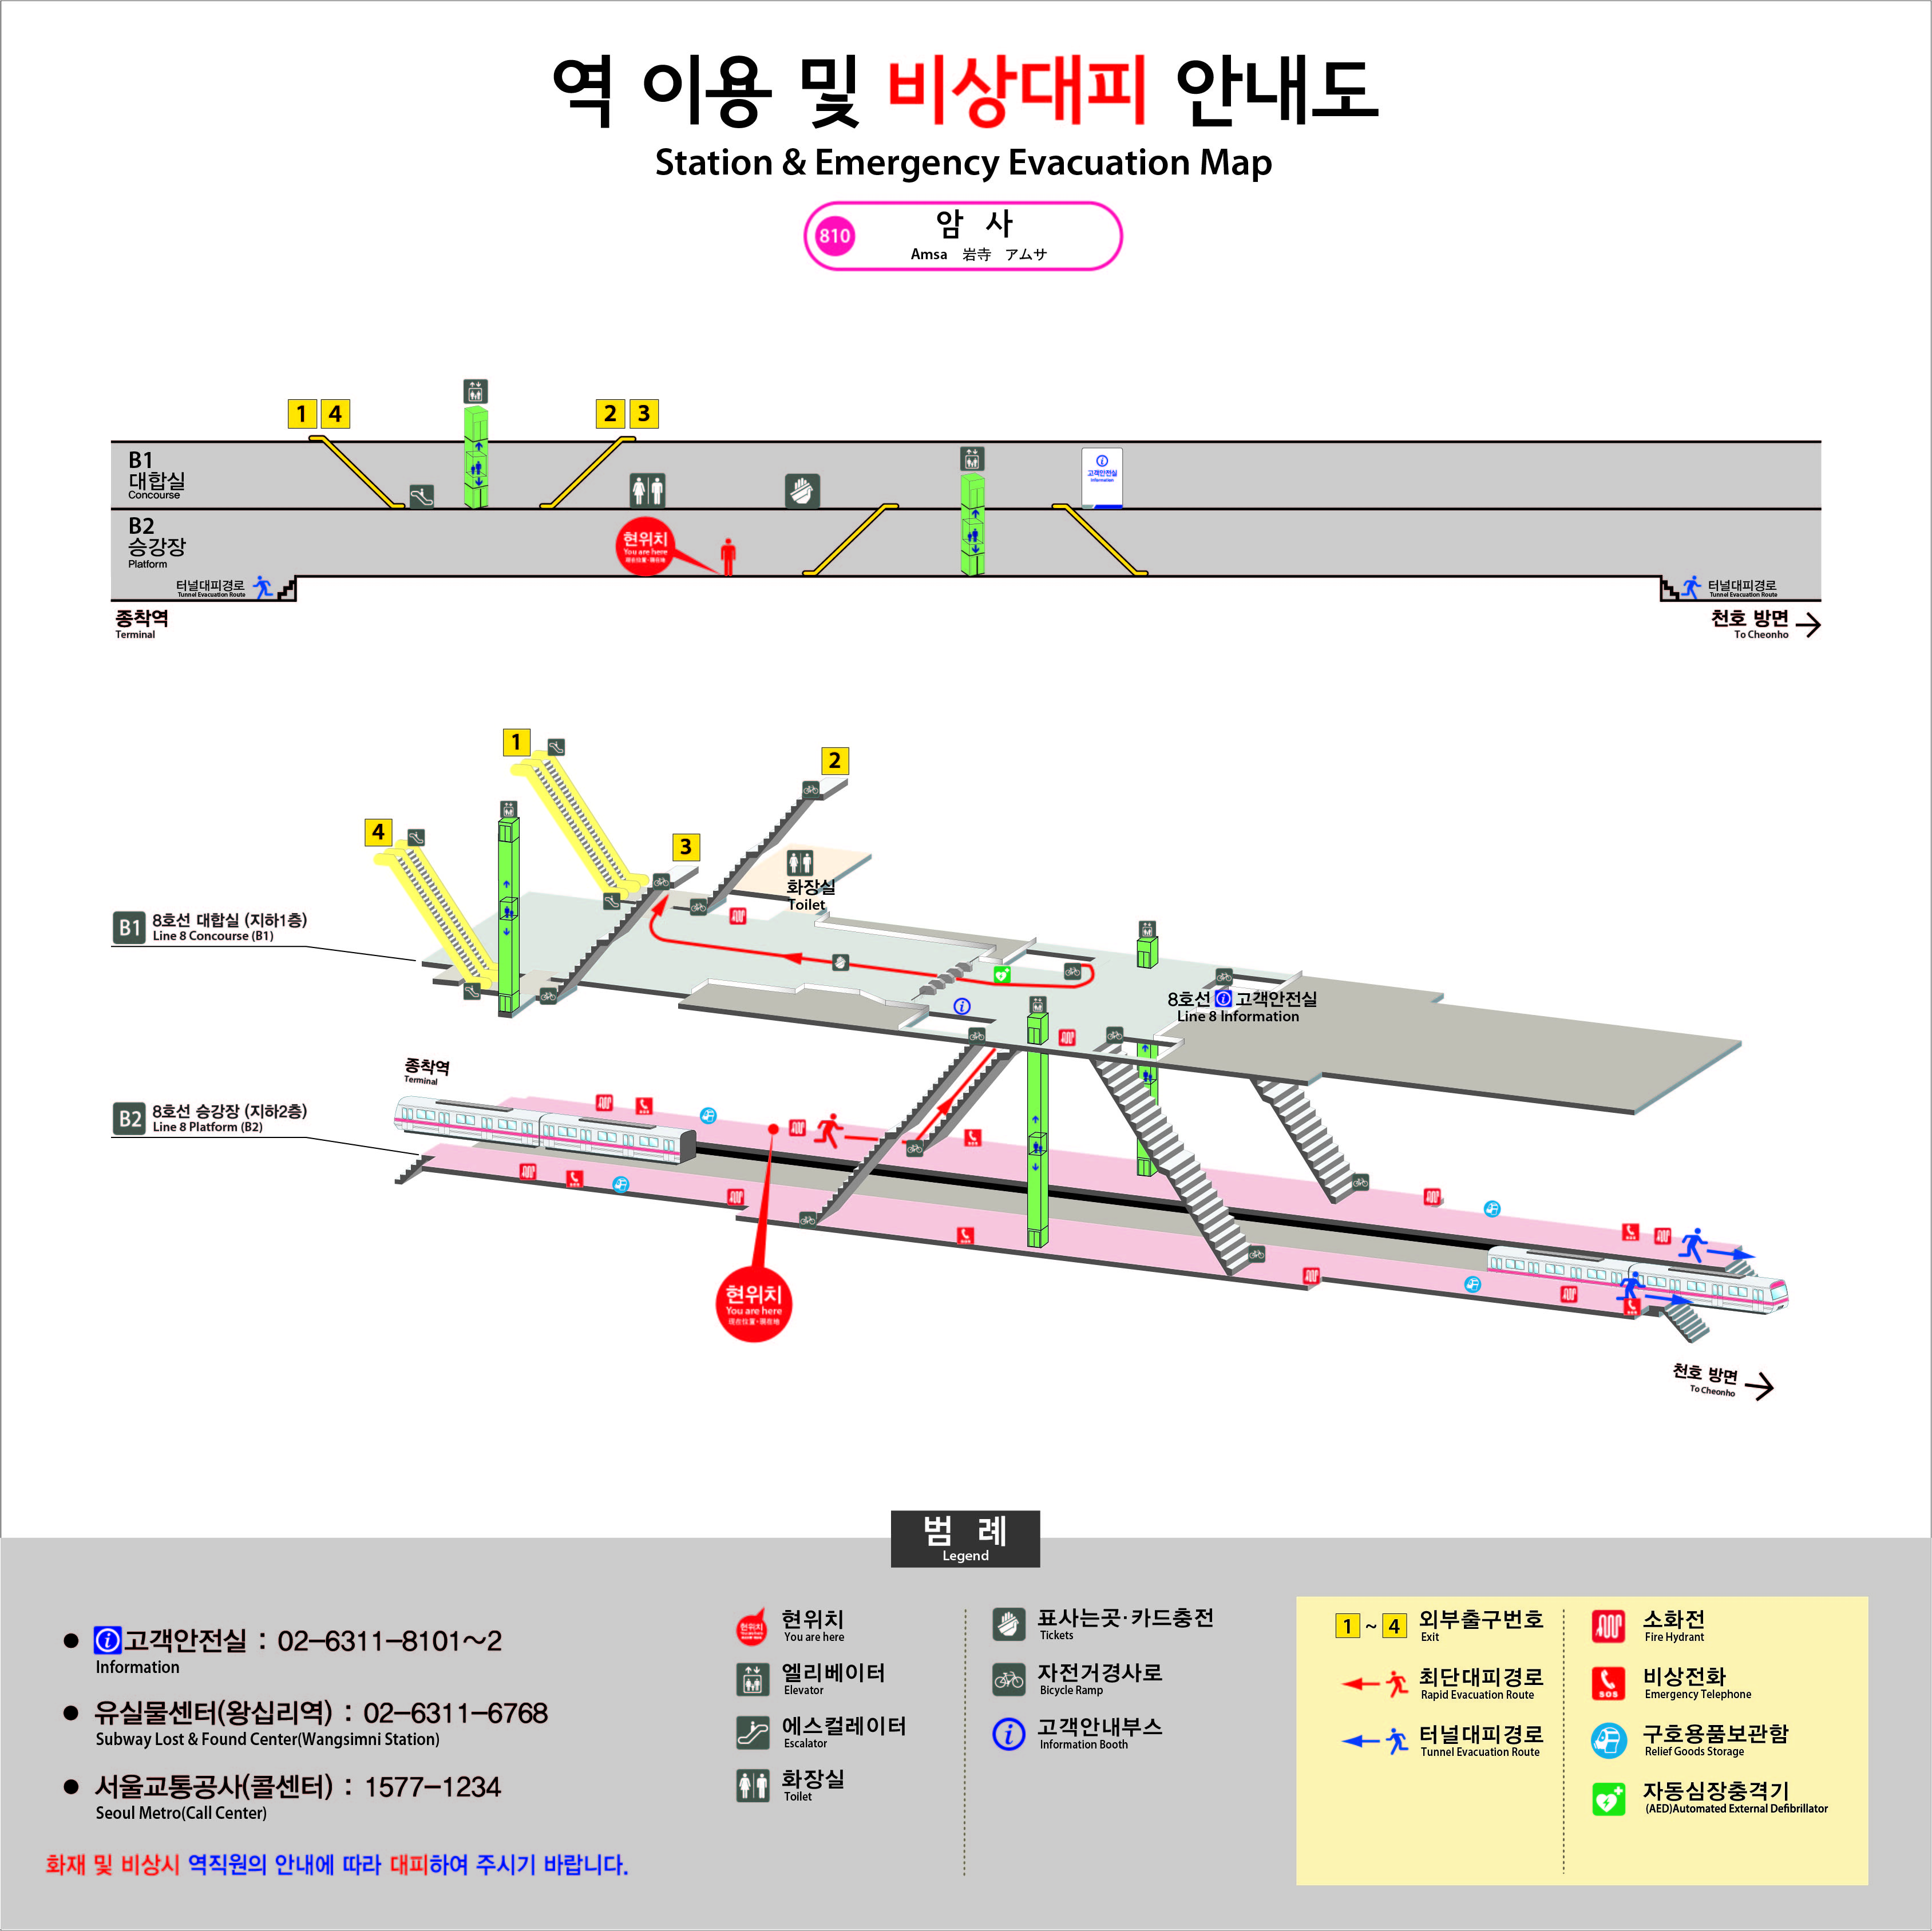 역 이용 및 비상대피 안내도
Station & Emergency Evacuation Map
810
암 사
Amsa 岩寺 アムサ
1 4
2 3
B1
대합실
Concourse
고객안전실
Information
B2
승강장
Platform
현위치
You are here
터널대피경로
Tunnel Evacuation Route
터널대피경로
Tunnel Evacuation Route
종착역
Terminal
천호 방면
To Cheonho
1
2
4
3
화장실
Toilet
B1 8호선 대합실 (지하1층)
Line 8 Concourse (B1)
8호선 고객안전실
Line 8 Information
종착역
Terminal
B2 8호선 승강장 (지하2층)
Line 8 Platform (B2)
현위치
You are here
現在位置·現在地
천호 방면
To Cheonho
범 례
Legend
● 고객안전실 : 02-6311-8101~2
Information
● 유실물센터(왕십리역) : 02-6311-6768
Subway Lost & Found Center(Wangsimni Station)
● 서울교통공사(콜센터) : 1577-1234
Seoul Metro(Call Center)
화재 및 비상시 역직원의 안내에 따라 대피하여 주시기 바랍니다.
현위치
You are here
엘리베이터
Elevator
에스컬레이터
Escalator
화장실
Toilet
표사는곳·카드충전
Tickets
자전거경사로
Bicycle Ramp
고객안내부스
Information Booth
1 ~ 4 외부출구번호
Exit
최단대피경로
Rapid Evacuation Route
터널대피경로
Tunnel Evacuation Route
소화전
Fire Hydrant
SOS
비상전화
Emergency Telephone
구호용품보관함
Relief Goods Storage
자동심장충격기
(AED)Automated External Defibrillator